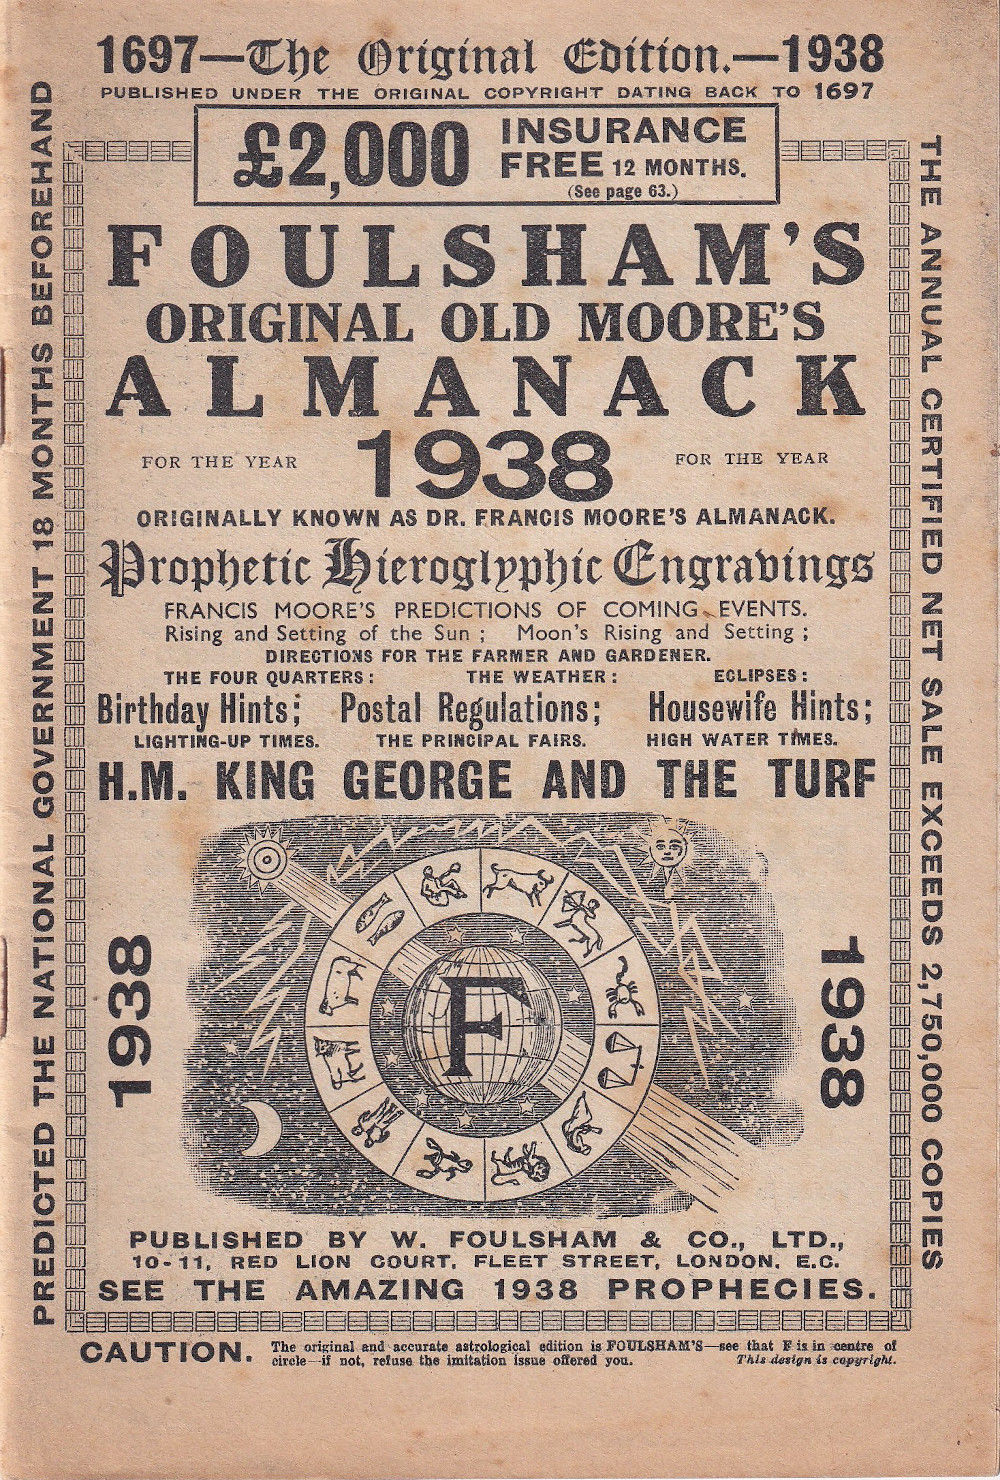 1697—The Original Edition.—1938
PUBLISHED UNDER THE ORIGINAL COPYRIGHT DATING BACK TO 1697
£2,000 INSURANCE
FREE 12 MONTHS.
(See page 63.)
PREDICTED THE NATIONAL GOVERNMENT 18 MONTHS BEFOREHAND
THE ANNUAL CERTIFIED NET SALE EXCEEDS 2,750,000 COPIES
FOULSHAM'S
ORIGINAL OLD MOORE'S
ALMANACK
FOR THE YEAR 1938 FOR THE YEAR
ORIGINALLY KNOWN AS DR. FRANCIS MOORE'S ALMANACK.
Prophetic Hieroglyphic Engravings
FRANCIS MOORE'S PREDICTIONS OF COMING EVENTS.
Rising and Setting of the Sun; Moon's Rising and Setting;
DIRECTIONS FOR THE FARMER AND GARDENER.
THE FOUR QUARTERS: THE WEATHER: ECLIPSES:
Birthday Hints; Postal Regulations; Housewife Hints;
LIGHTING-UP TIMES. THE PRINCIPAL FAIRS. HIGH WATER TIMES.
H.M. KING GEORGE AND THE TURF
1938
F
1938
PUBLISHED BY W. FOULSHAM & CO., LTD.,
10-11, RED LION COURT, FLEET STREET, LONDON, E.C.
SEE THE AMAZING 1938 PROPHECIES.
CAUTION. The original and accurate astrological edition is FOULSHAM'S—see that F is in centre of
circle—if not, refuse the imitation issue offered you. This design is copyright.